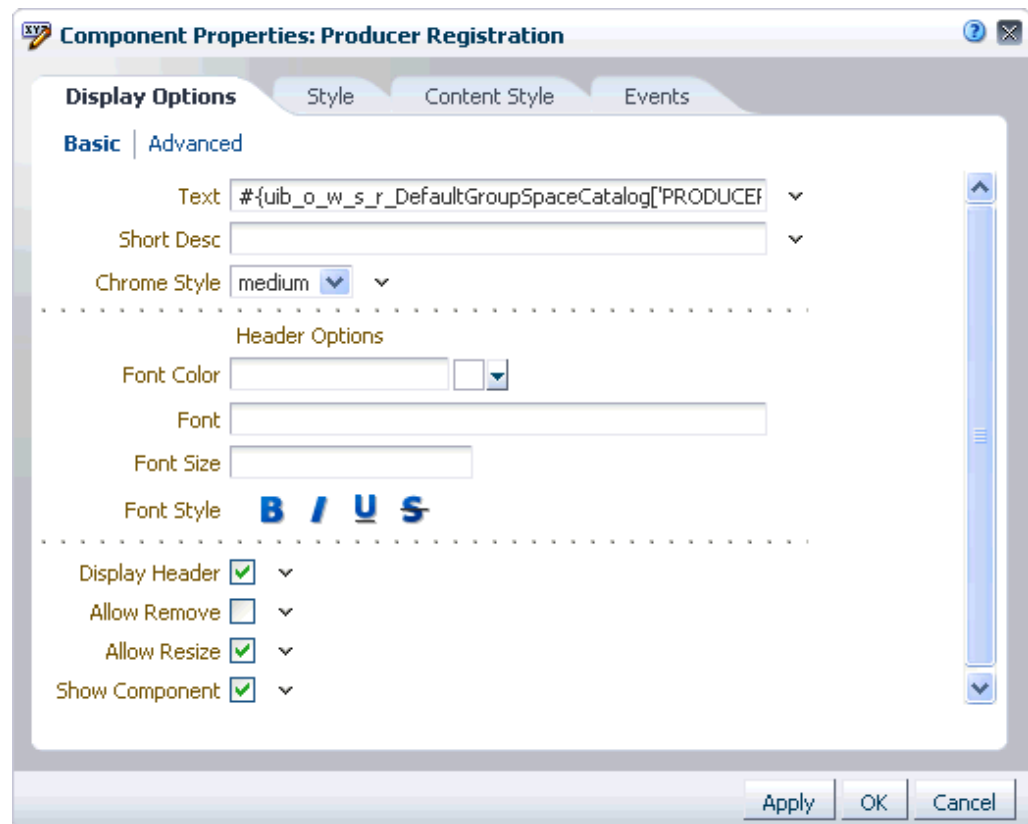 Component Properties: Producer Registration
Display Options Style Content Style Events
Basic Advanced
Text #{uib_o_w_s_r_DefaultGroupSpaceCatalog['PRODUCER
Short Desc
Chrome Style medium
Header Options
Font Color
Font
Font Size
Font Style B I U S
Display Header
Allow Remove
Allow Resize
Show Component
Apply OK Cancel